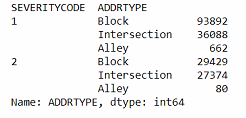 SEVERITYCODE  ADDRTYPE
1             Block           93892
              Intersection    36088
              Alley             662
2             Block           29429
              Intersection    27374
              Alley              80
Name: ADDRTYPE, dtype: int64